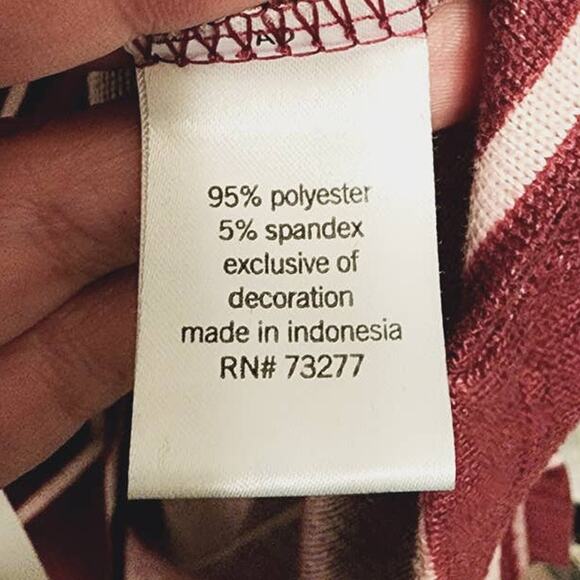 95% polyester
5% spandex
exclusive of
decoration
made in indonesia
RN# 73277